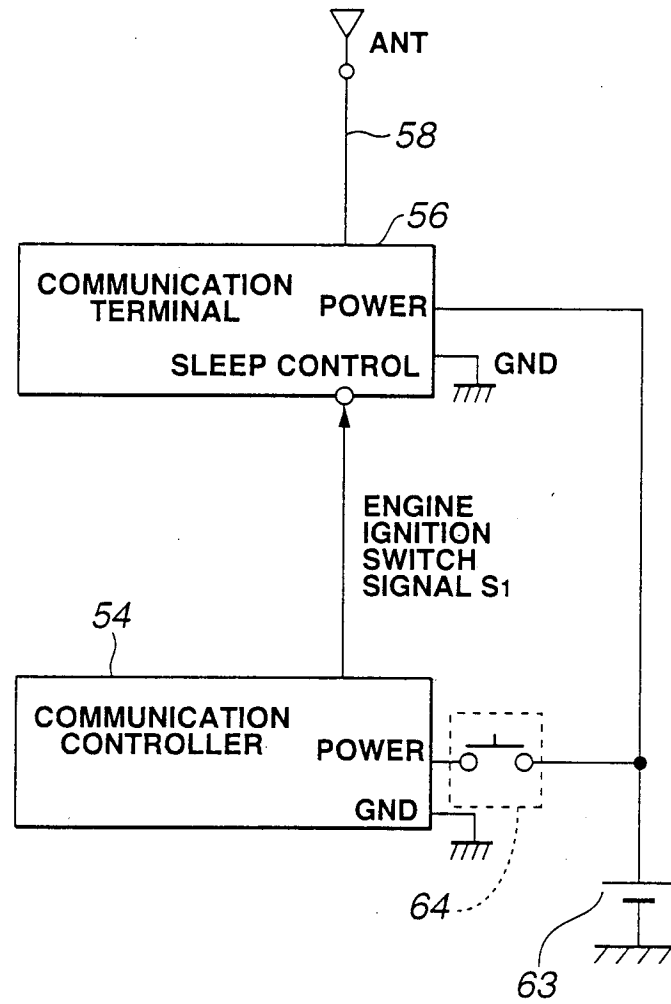 ANT
58
56
COMMUNICATION
TERMINAL
POWER
SLEEP CONTROL
GND
ENGINE
IGNITION
SWITCH
SIGNAL S1
54
COMMUNICATION
CONTROLLER
POWER
GND
64
63